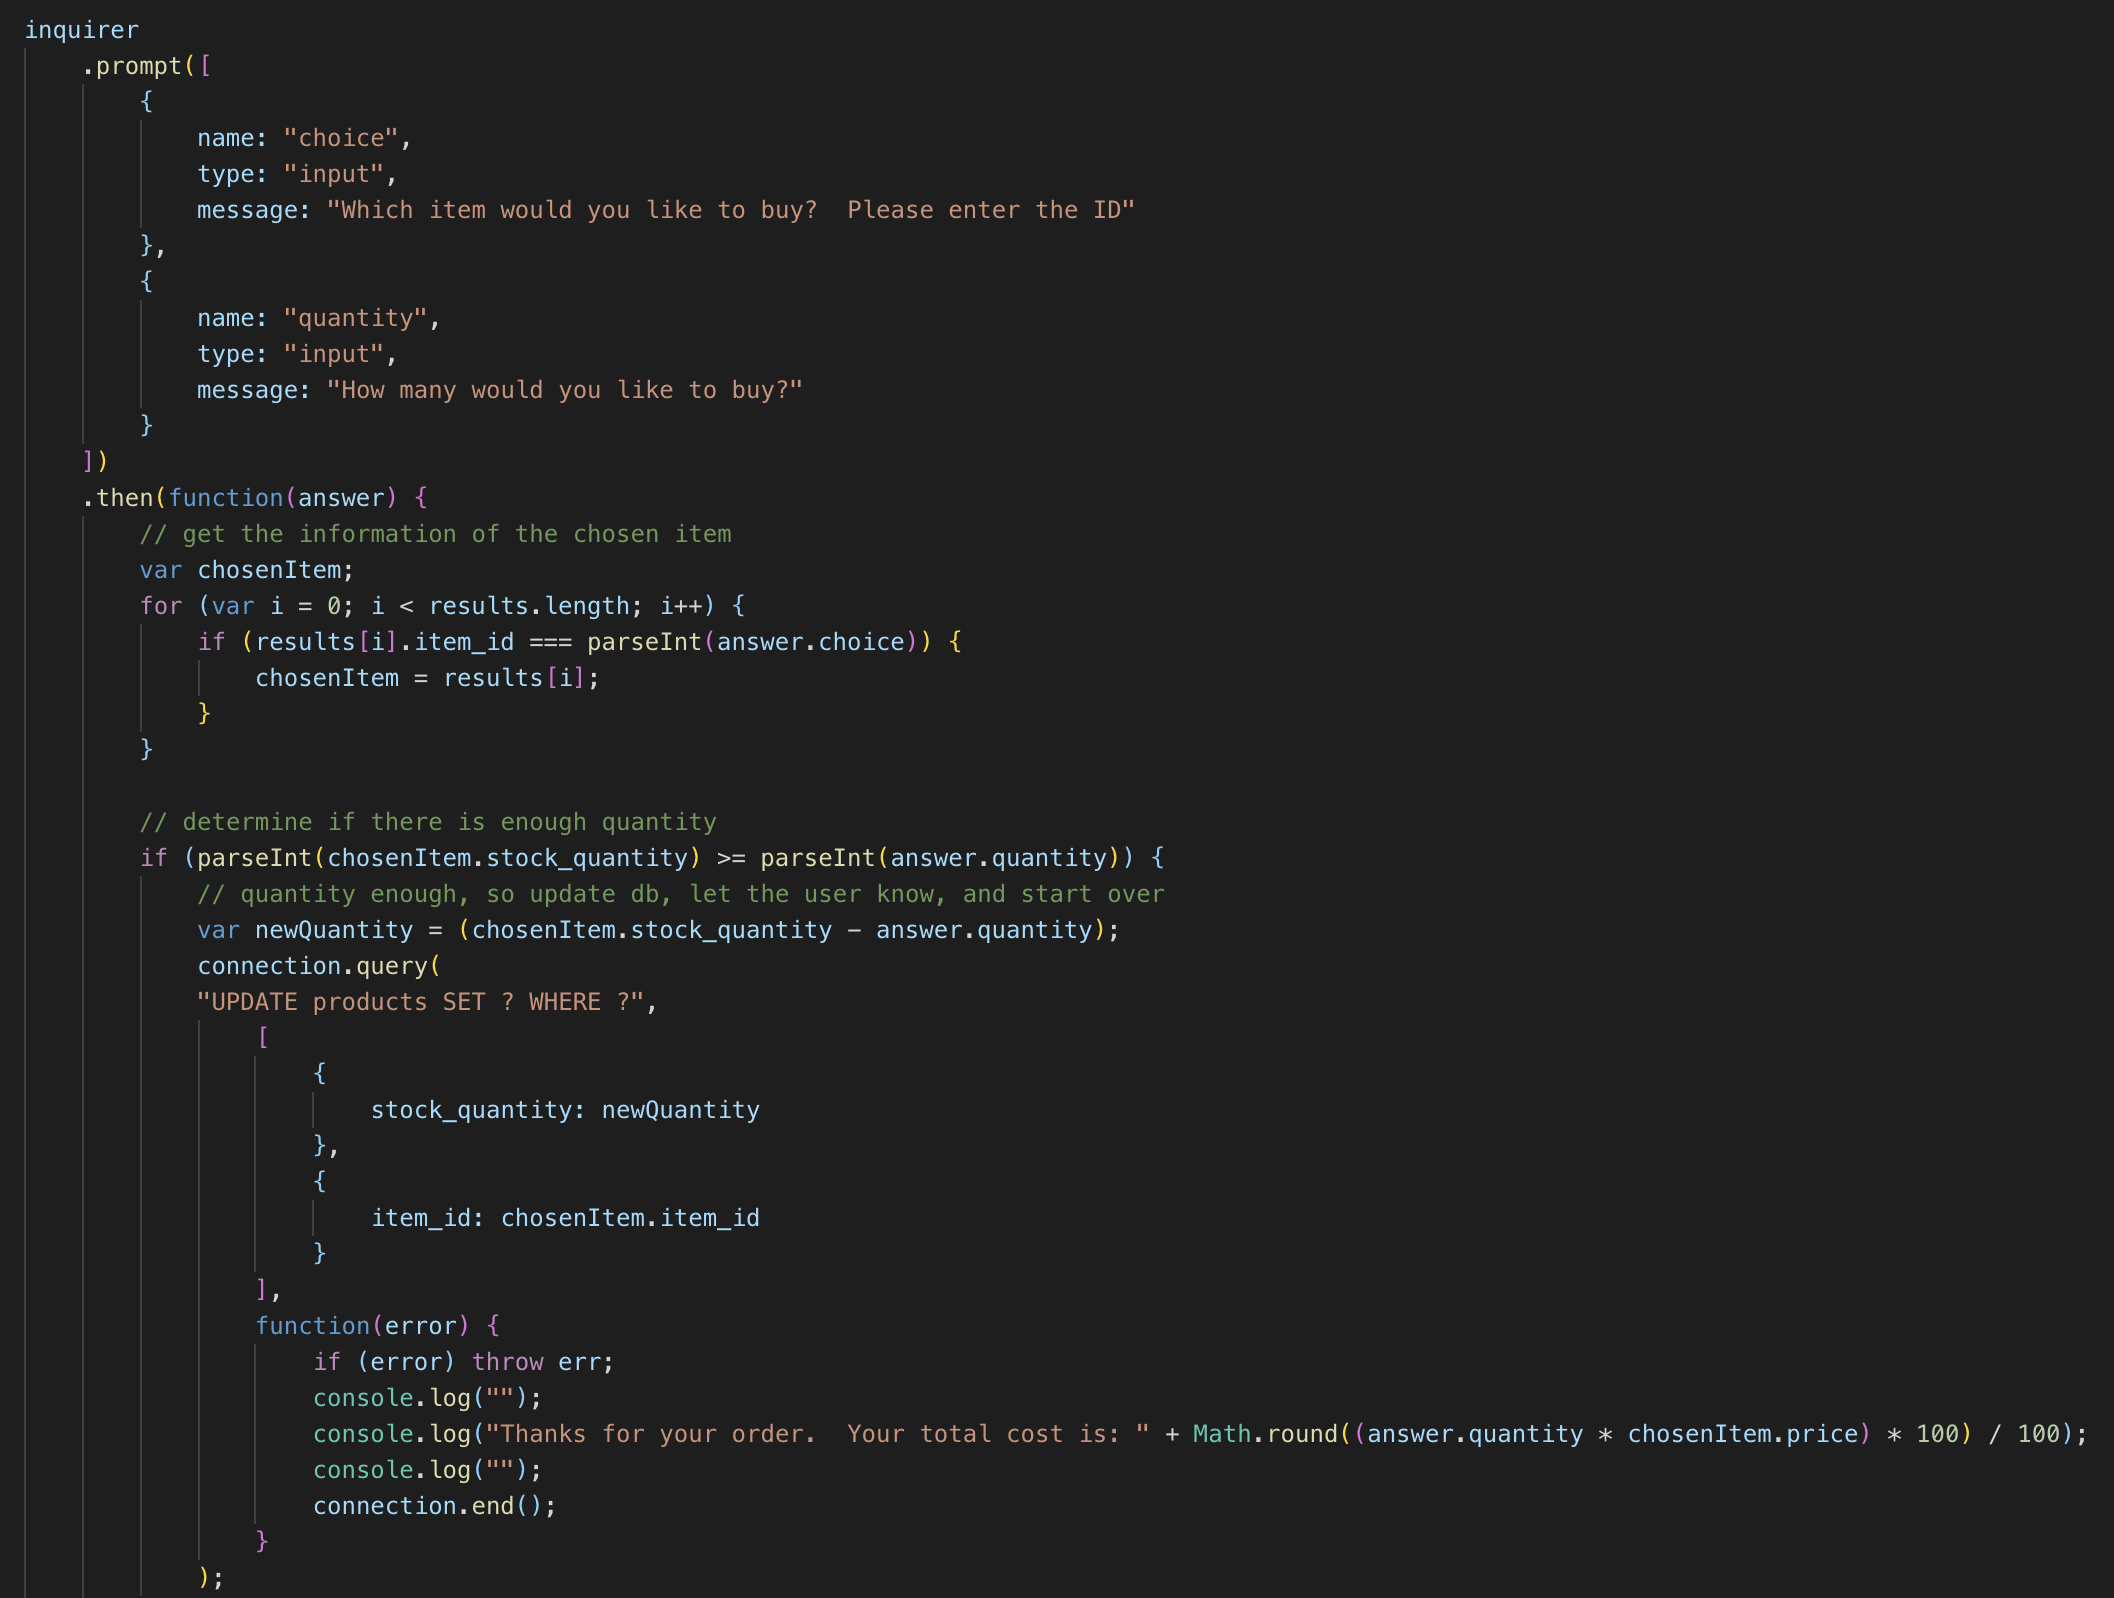 inquirer
    .prompt([
        {
            name: "choice",
            type: "input",
            message: "Which item would you like to buy?  Please enter the ID"
        },
        {
            name: "quantity",
            type: "input",
            message: "How many would you like to buy?"
        }
    ])
    .then(function(answer) {
        // get the information of the chosen item
        var chosenItem;
        for (var i = 0; i < results.length; i++) {
            if (results[i].item_id === parseInt(answer.choice)) {
                chosenItem = results[i];
            }
        }

        // determine if there is enough quantity
        if (parseInt(chosenItem.stock_quantity) >= parseInt(answer.quantity)) {
            // quantity enough, so update db, let the user know, and start over
            var newQuantity = (chosenItem.stock_quantity - answer.quantity);
            connection.query(
            "UPDATE products SET ? WHERE ?",
                [
                    {
                        stock_quantity: newQuantity
                    },
                    {
                        item_id: chosenItem.item_id
                    }
                ],
                function(error) {
                    if (error) throw err;
                    console.log("");
                    console.log("Thanks for your order.  Your total cost is: " + Math.round((answer.quantity * chosenItem.price) * 100) / 100);
                    console.log("");
                    connection.end();
                }
            );